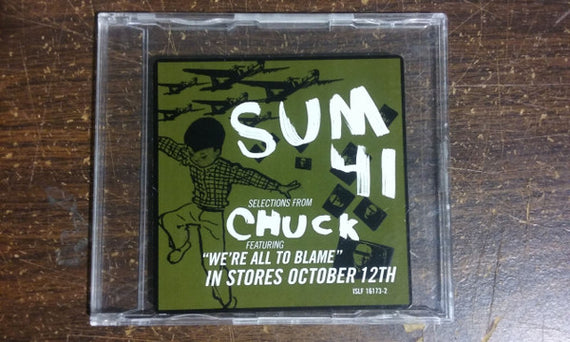 SUM
41
SELECTIONS FROM
CHUCK
FEATURING
"WE'RE ALL TO BLAME"
IN STORES OCTOBER 12TH
ISLF 16173-2